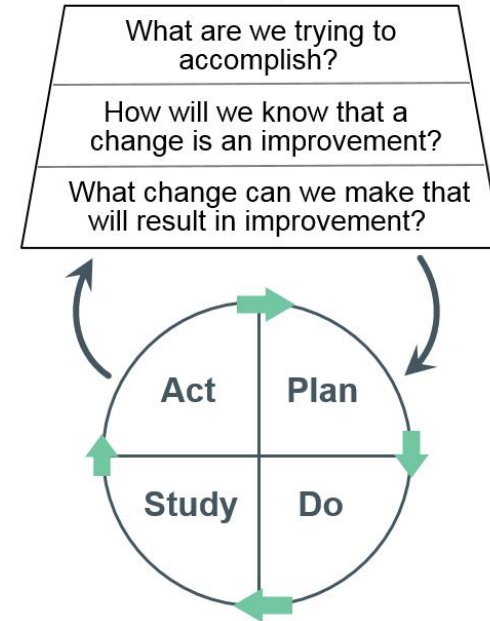 What are we trying to
accomplish?
How will we know that a
change is an improvement?
What change can we make that
will result in improvement?
Act
Plan
Study
Do